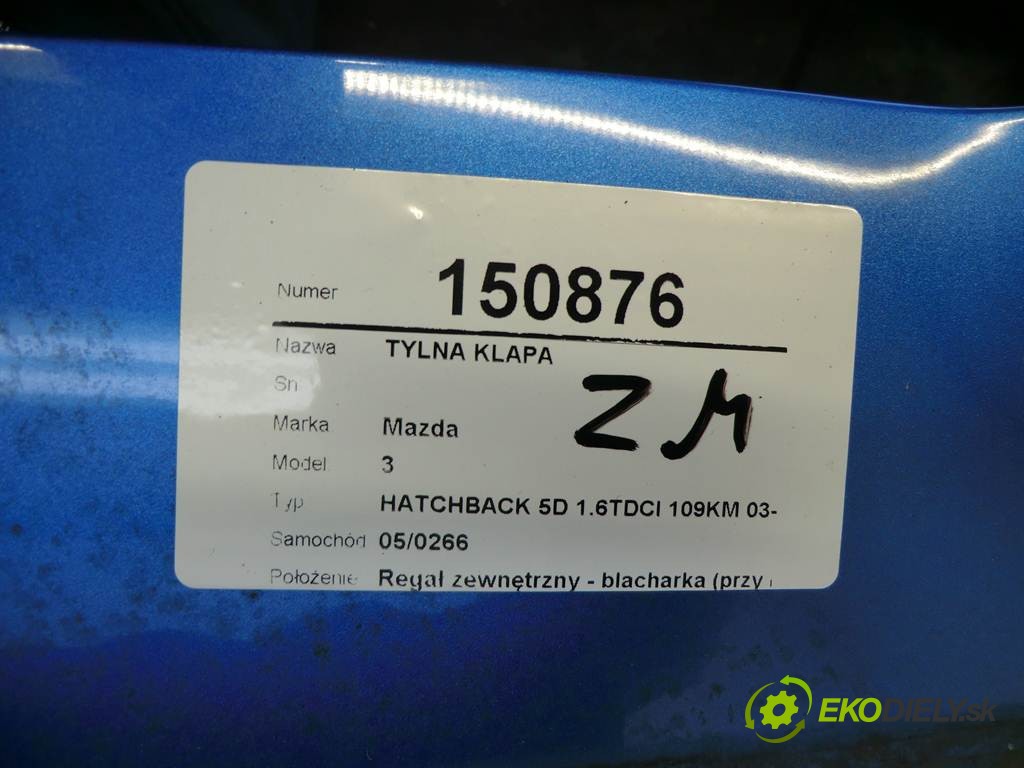 Numer 150876
Nazwa TYLNA KLAPA
Sn
Z M
Marka Mazda
Model 3
Typ HATCHBACK 5D 1.6TDCI 109KM 03-
Samochód 05/0266
Położenie Regał zewnętrzny - blacharka (przy
EKODIELY.sk